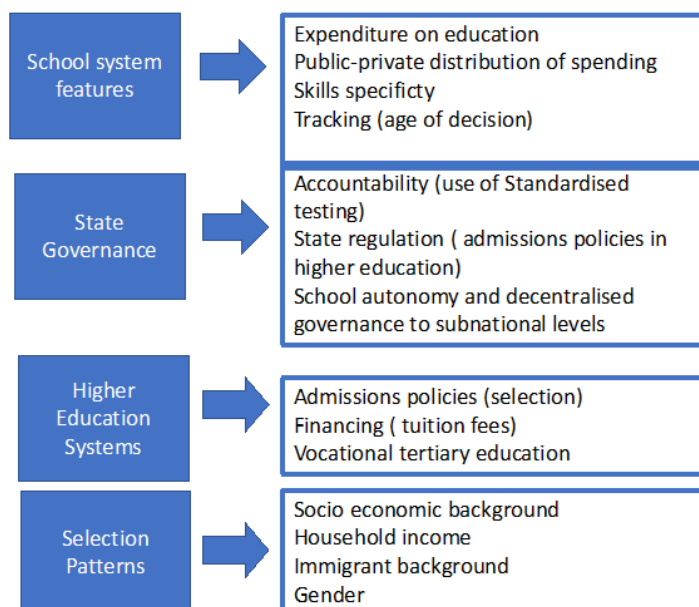 School system
features
Expenditure on education
Public-private distribution of spending
Skills specificty
Tracking (age of decision)
State
Governance
Accountability (use of Standardised
testing)
State regulation ( admissions policies in
higher education)
School autonomy and decentralised
governance to subnational levels
Higher
Education
Systems
Admissions policies (selection)
Financing ( tuition fees)
Vocational tertiary education
Selection
Patterns
Socio economic background
Household income
Immigrant background
Gender